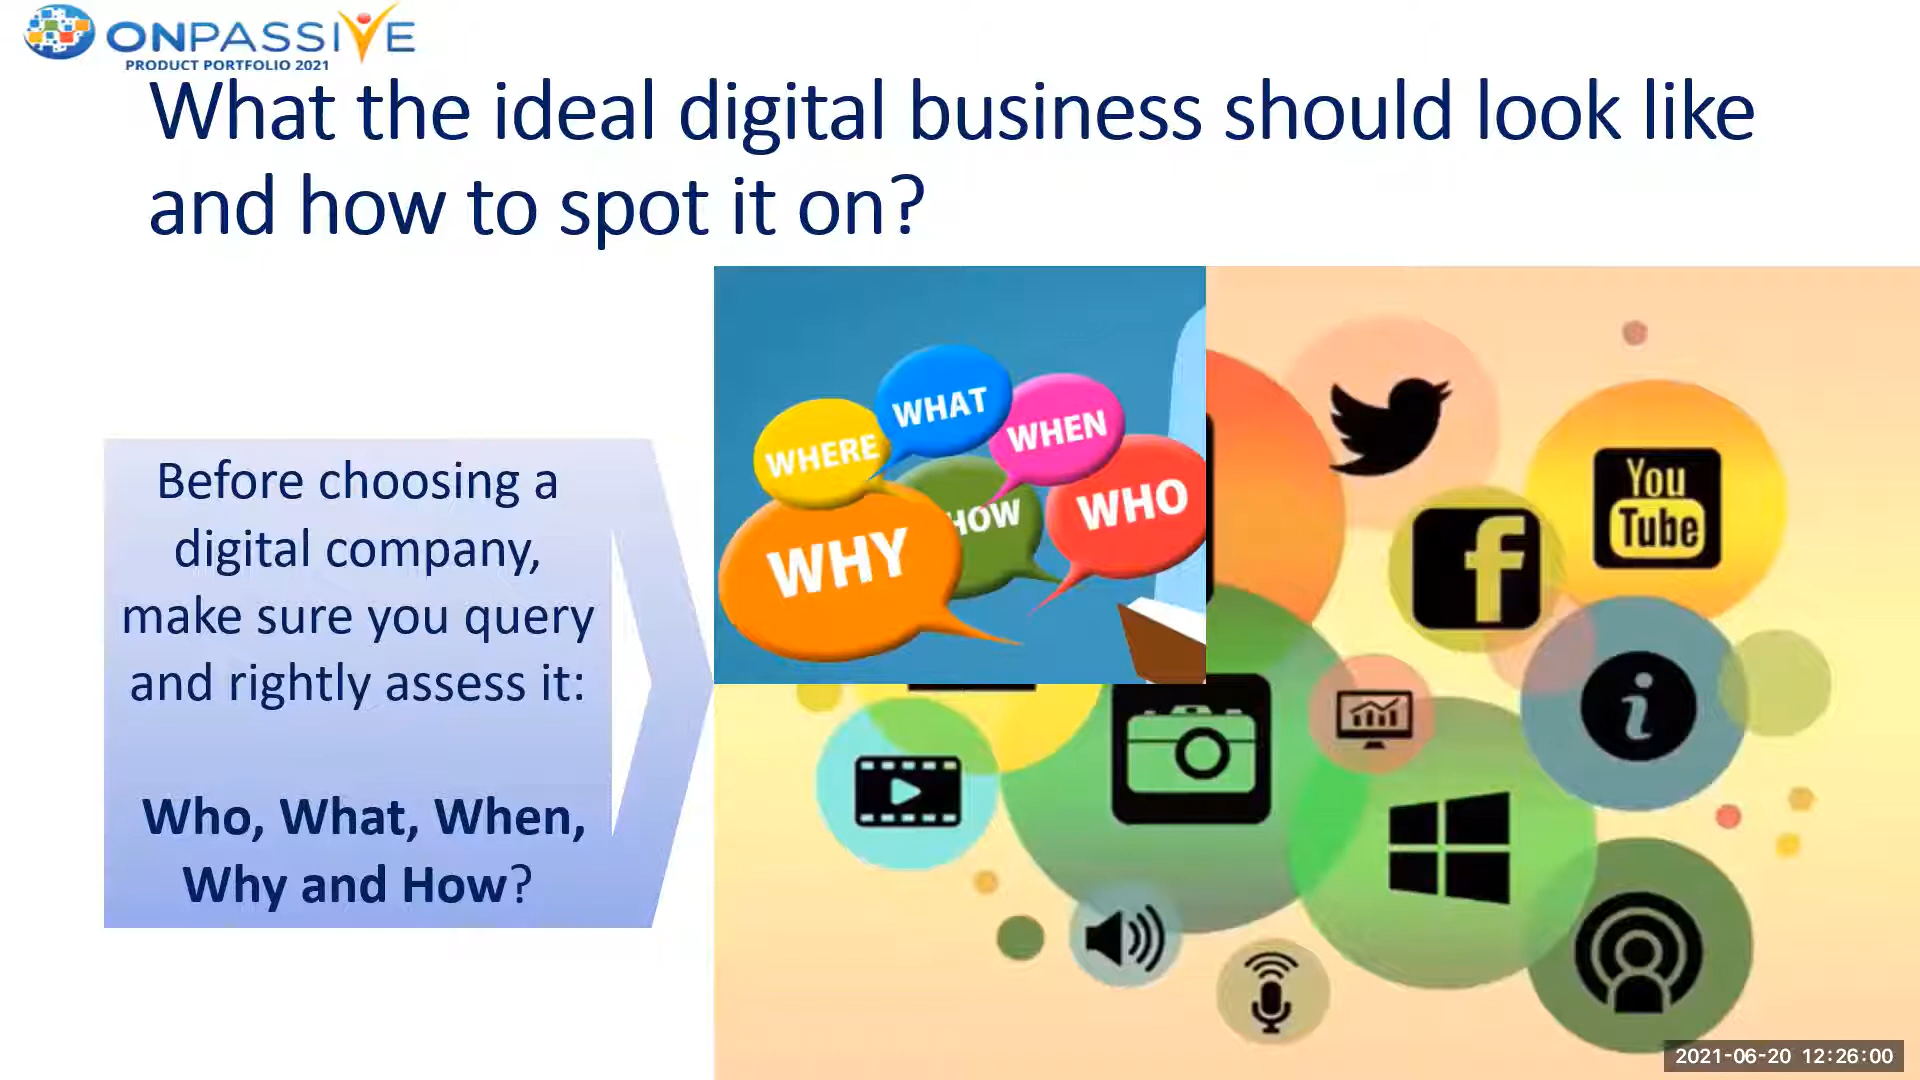 ONPASSIVE
PRODUCT PORTFOLIO 2021
What the ideal digital business should look like
and how to spot it on?
Before choosing a
digital company,
make sure you query
and rightly assess it:
Who, What, When,
Why and How?
WHERE
WHAT
WHEN
WHY
HOW
WHO
You
Tube
f
i
2021-06-20 12:26:00